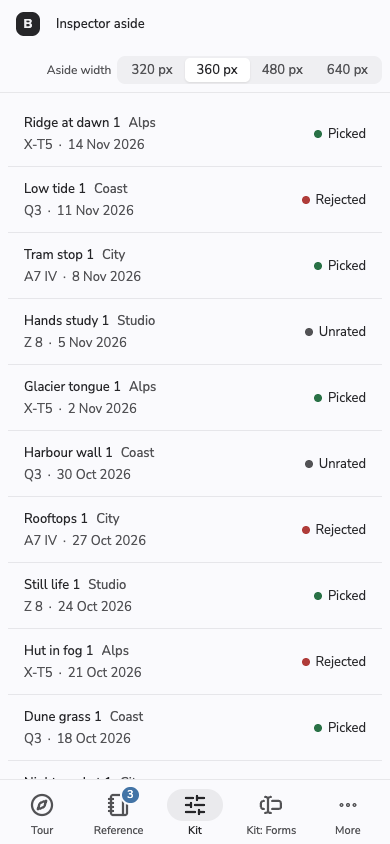 B Inspector aside
Aside width 320 px 360 px 480 px 640 px
Ridge at dawn 1 Alps
X-T5 · 14 Nov 2026
Picked
Low tide 1 Coast
Q3 · 11 Nov 2026
Rejected
Tram stop 1 City
A7 IV · 8 Nov 2026
Picked
Hands study 1 Studio
Z 8 · 5 Nov 2026
Unrated
Glacier tongue 1 Alps
X-T5 · 2 Nov 2026
Picked
Harbour wall 1 Coast
Q3 · 30 Oct 2026
Unrated
Rooftops 1 City
A7 IV · 27 Oct 2026
Rejected
Still life 1 Studio
Z 8 · 24 Oct 2026
Picked
Hut in fog 1 Alps
X-T5 · 21 Oct 2026
Rejected
Dune grass 1 Coast
Q3 · 18 Oct 2026
Picked
3
Tour Reference Kit Kit: Forms More